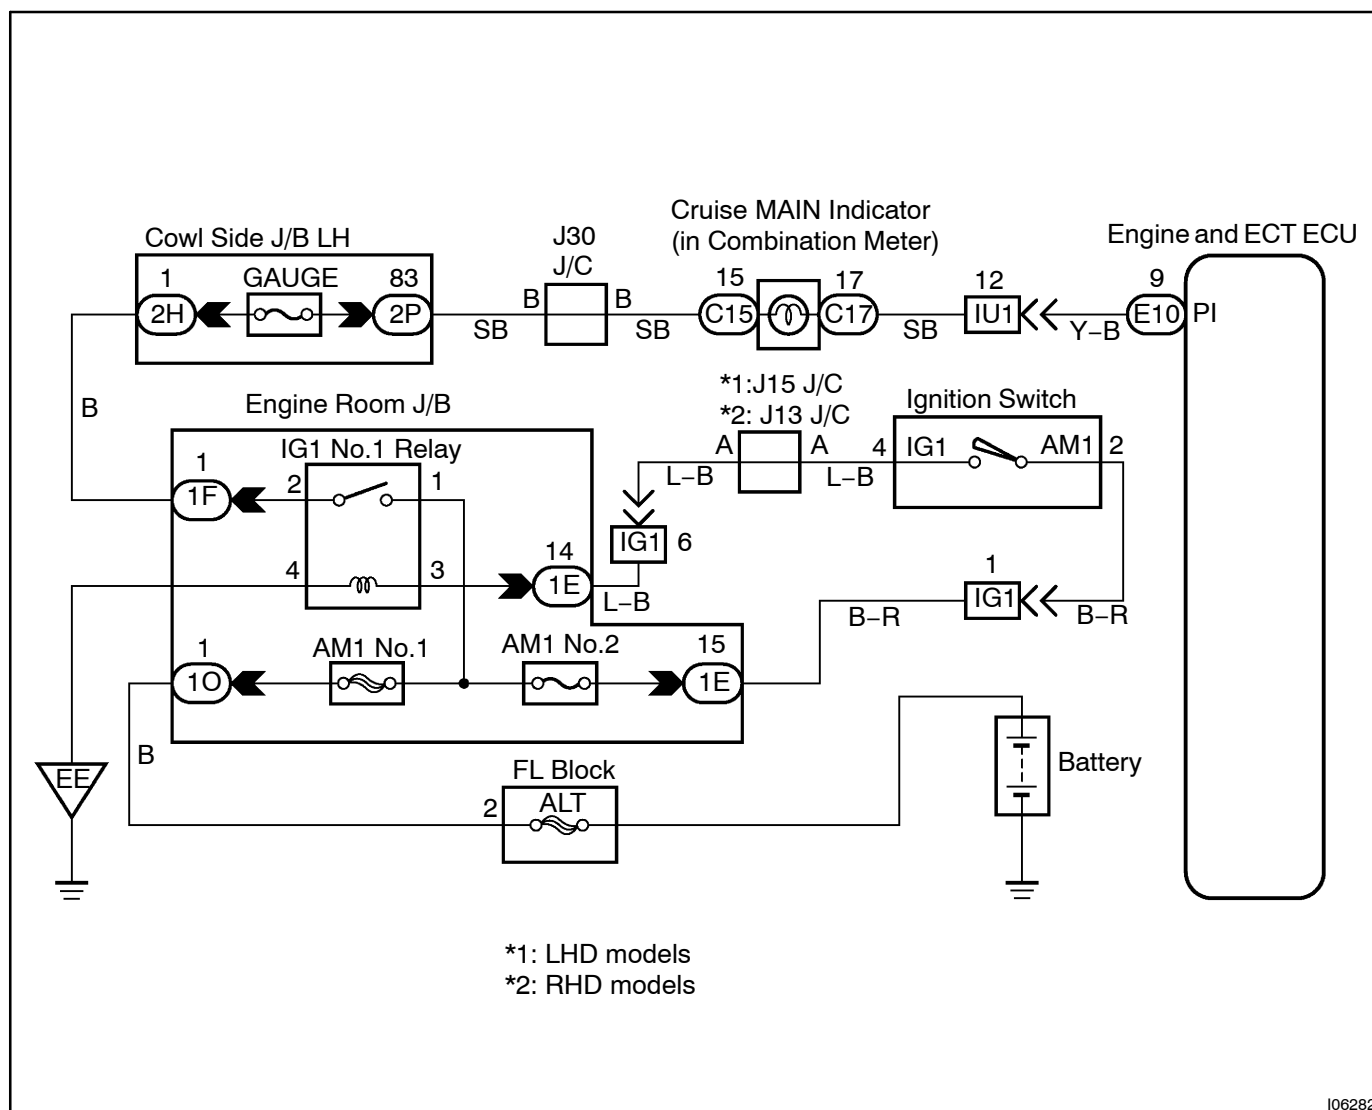 Cruise MAIN Indicator
(in Combination Meter)
Engine and ECT ECU
Cowl Side J/B LH
J30
J/C
1
GAUGE
83
15
17
12
9
2H
2P
B
B
C15
C17
IU1
E10
PI
SB
SB
SB
Y–B
B
Engine Room J/B
*1:J15 J/C
*2: J13 J/C
Ignition Switch
1
IG1 No.1 Relay
A
A
4
IG1
AM1
2
1F
2
1
L–B
L–B
IG1
6
4
3
14
1E
L–B
1
IG1
B–R
B–R
1
AM1 No.1
AM1 No.2
15
1O
1E
B
EE
FL Block
2
ALT
Battery
*1: LHD models
*2: RHD models
I06282